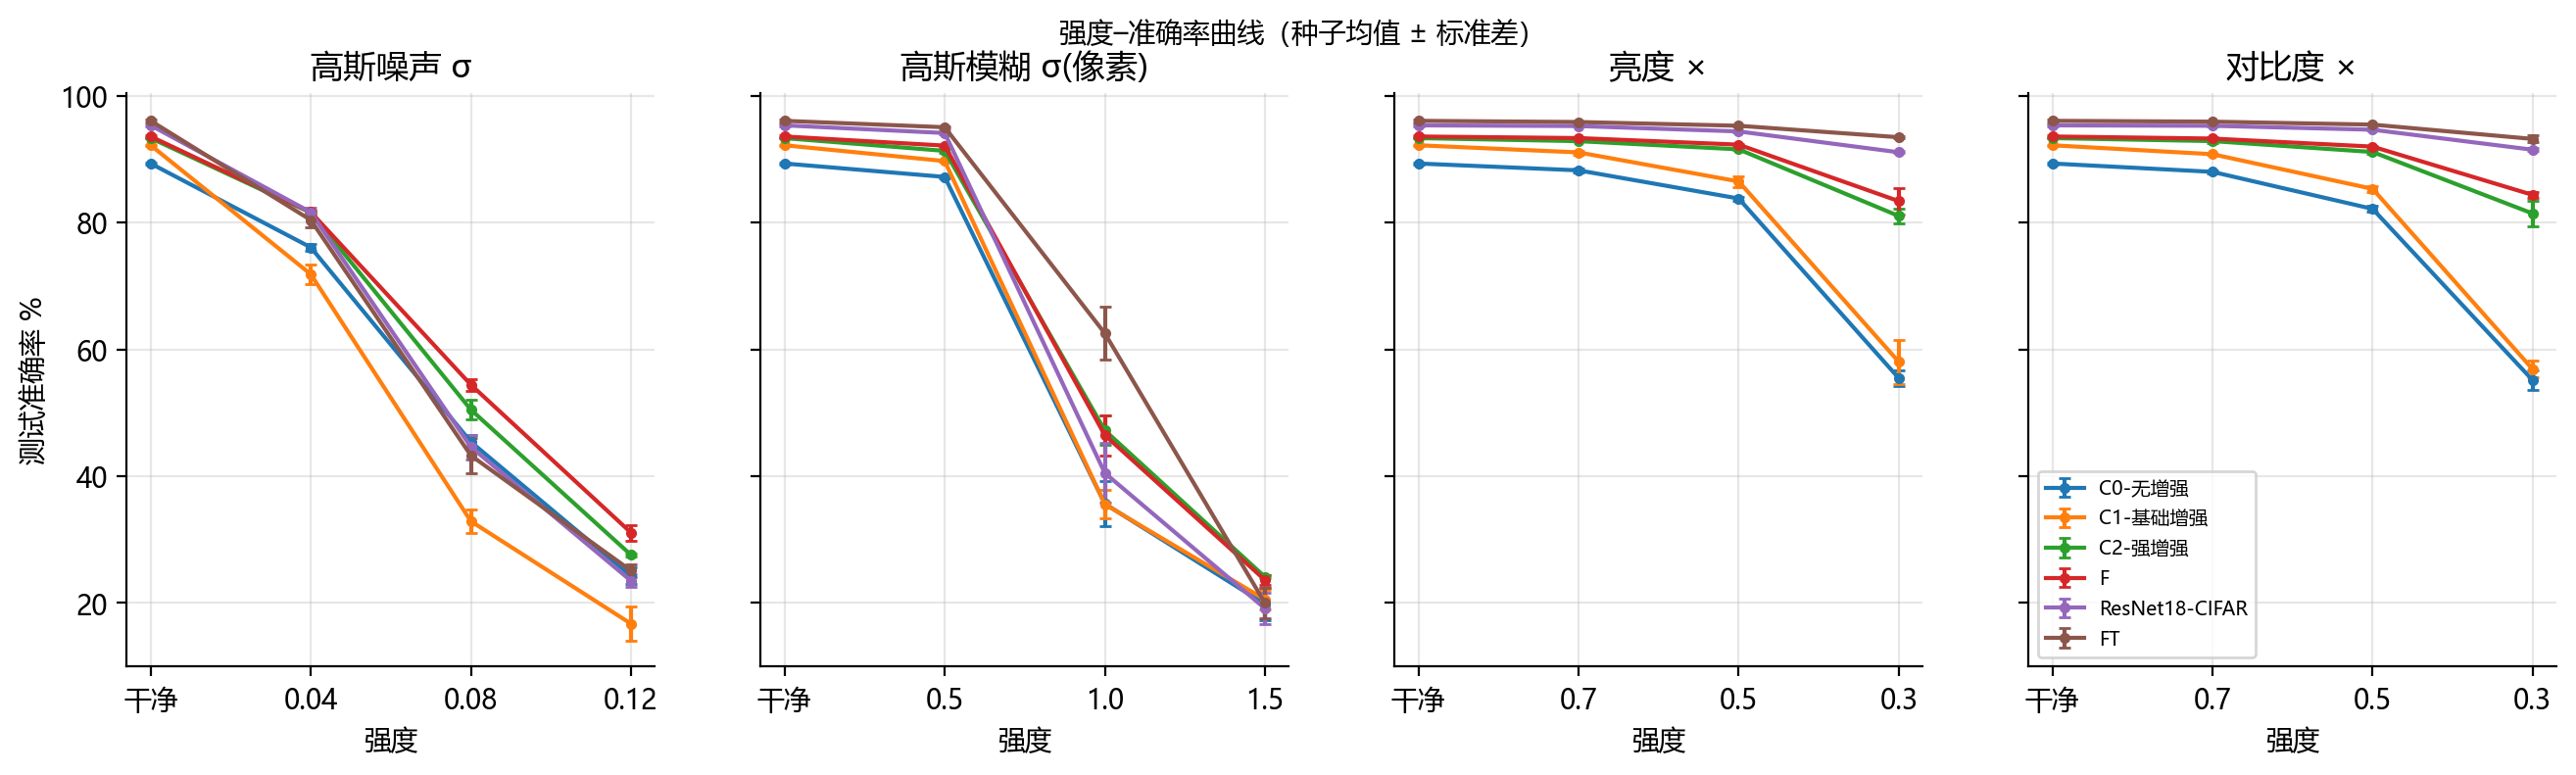 强度–准确率曲线（种子均值 ± 标准差）
高斯噪声 σ
高斯模糊 σ(像素)
亮度 ×
对比度 ×
测试准确率 %
100
80
60
40
20
干净 0.04 0.08 0.12
干净 0.5 1.0 1.5
干净 0.7 0.5 0.3
干净 0.7 0.5 0.3
强度
强度
强度
强度
C0-无增强
C1-基础增强
C2-强增强
F
ResNet18-CIFAR
FT